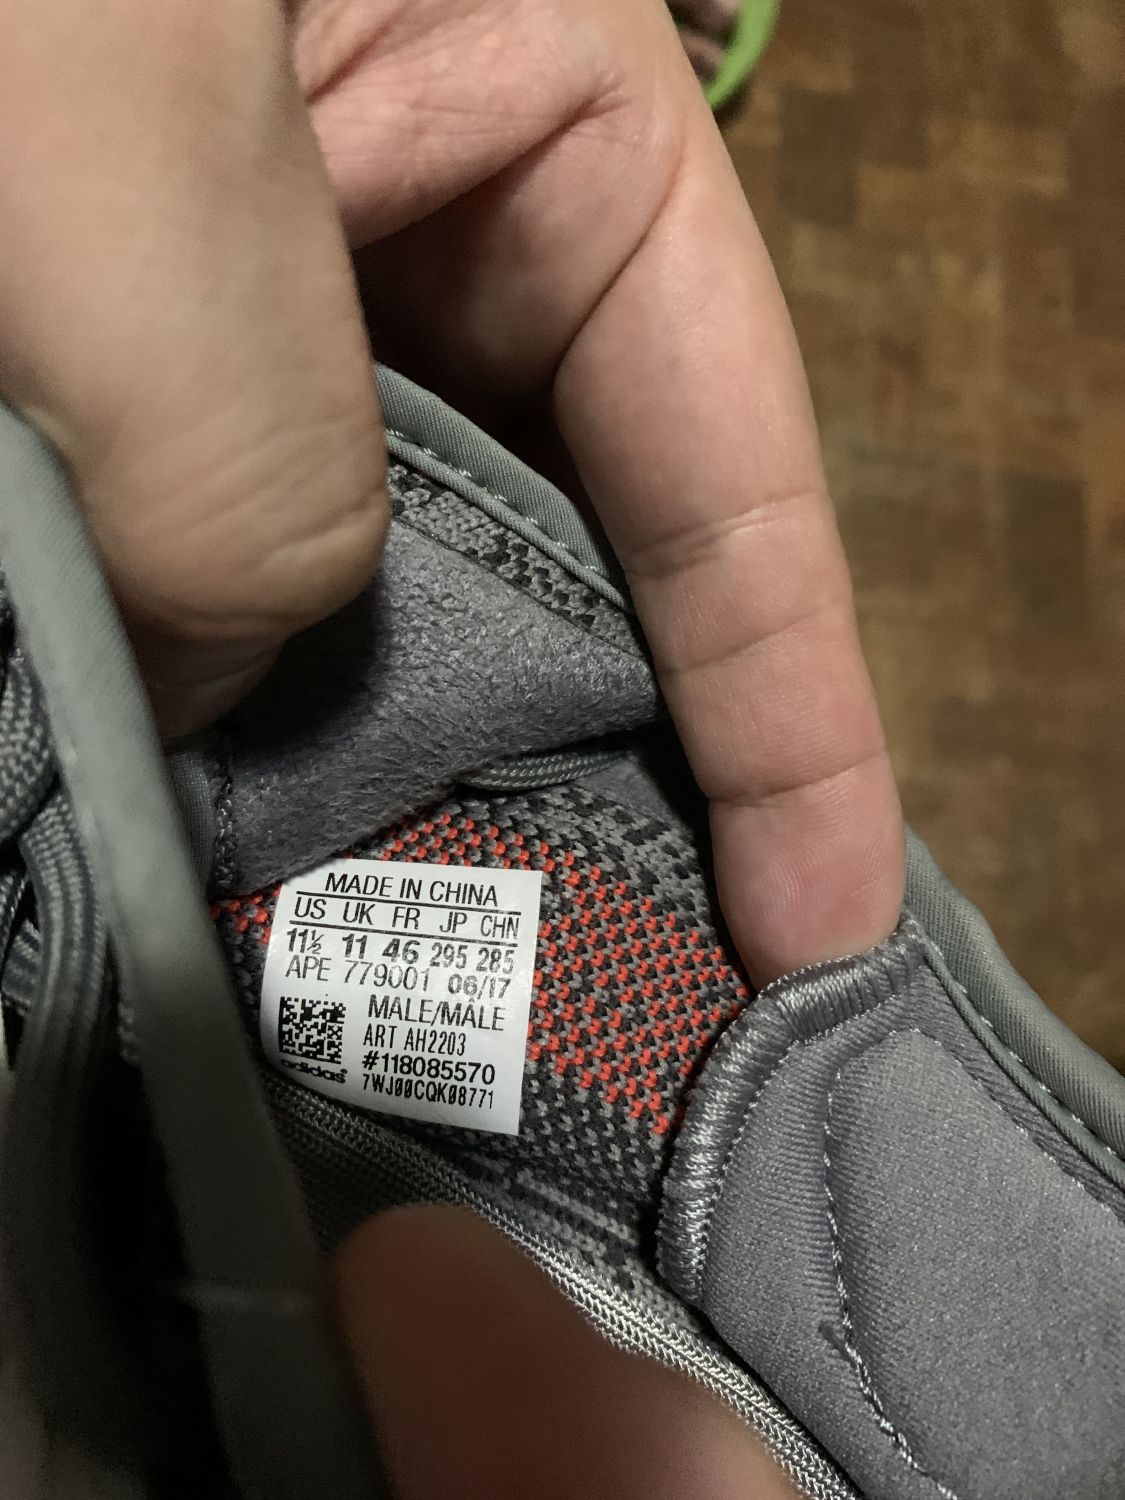 MADE IN CHINA
US UK FR JP CHN
11½ 11 46 295 285
APE 779001 06/17
MALE/MÂLE
ART AH2203
#118085570
adidas
7WJ00CQK08771